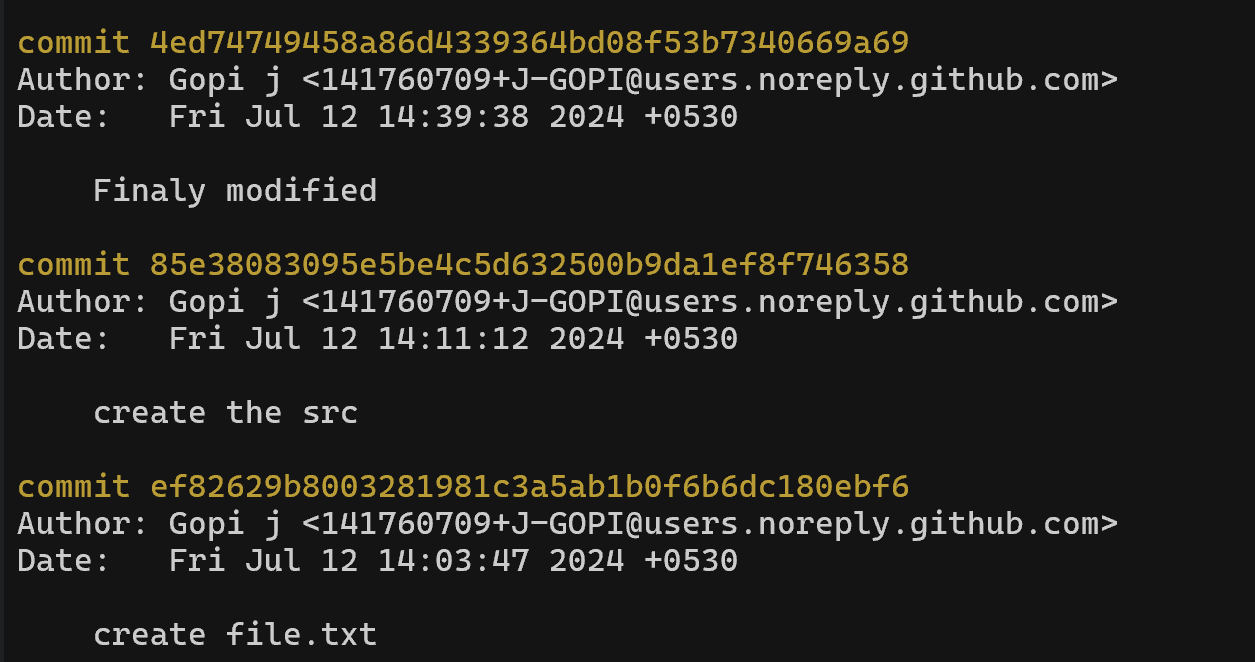 commit 4ed74749458a86d4339364bd08f53b7340669a69
Author: Gopi j <141760709+J-GOPI@users.noreply.github.com>
Date:   Fri Jul 12 14:39:38 2024 +0530
    Finaly modified
commit 85e38083095e5be4c5d632500b9da1ef8f746358
Author: Gopi j <141760709+J-GOPI@users.noreply.github.com>
Date:   Fri Jul 12 14:11:12 2024 +0530
    create the src
commit ef82629b8003281981c3a5ab1b0f6b6dc180ebf6
Author: Gopi j <141760709+J-GOPI@users.noreply.github.com>
Date:   Fri Jul 12 14:03:47 2024 +0530
    create file.txt